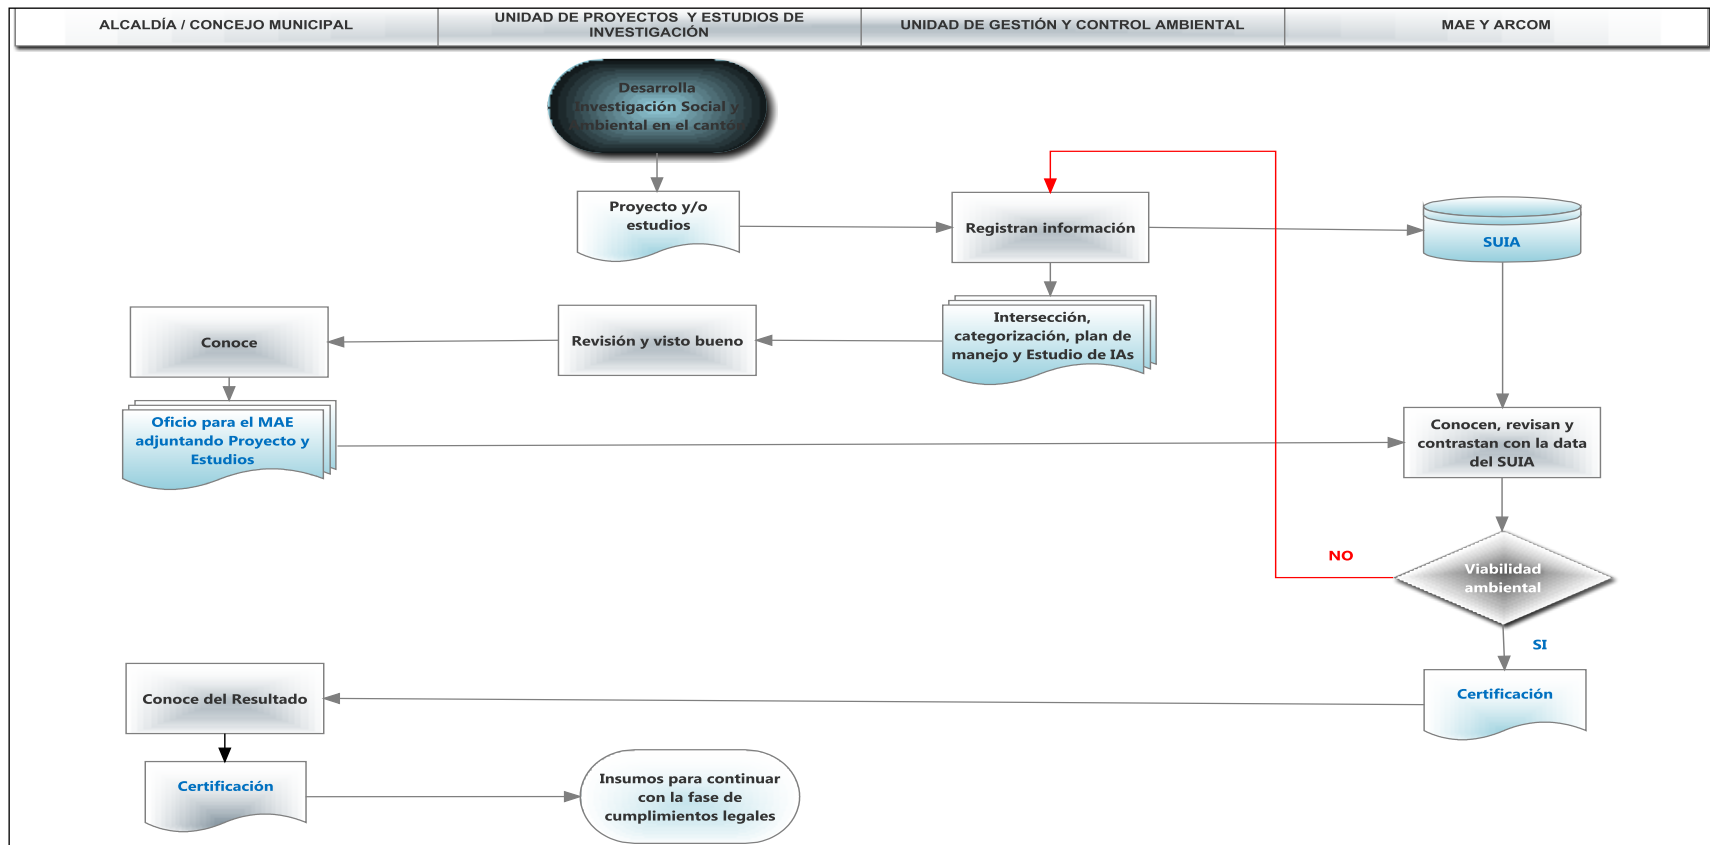 ALCALDÍA / CONCEJO MUNICIPAL
UNIDAD DE PROYECTOS Y ESTUDIOS DE
INVESTIGACIÓN
UNIDAD DE GESTIÓN Y CONTROL AMBIENTAL
MAE Y ARCOM
Desarrolla
Investigación Social y
Ambiental en el cantón
Proyecto y/o
estudios
Registran información
SUIA
Conoce
Revisión y visto bueno
Intersección,
categorización, plan de
manejo y Estudio de IAs
Oficio para el MAE
adjuntando Proyecto y
Estudios
Conocen, revisan y
contrastan con la data
del SUIA
NO
Viabilidad
ambiental
SI
Conoce del Resultado
Certificación
Certificación
Insumos para continuar
con la fase de
cumplimientos legales